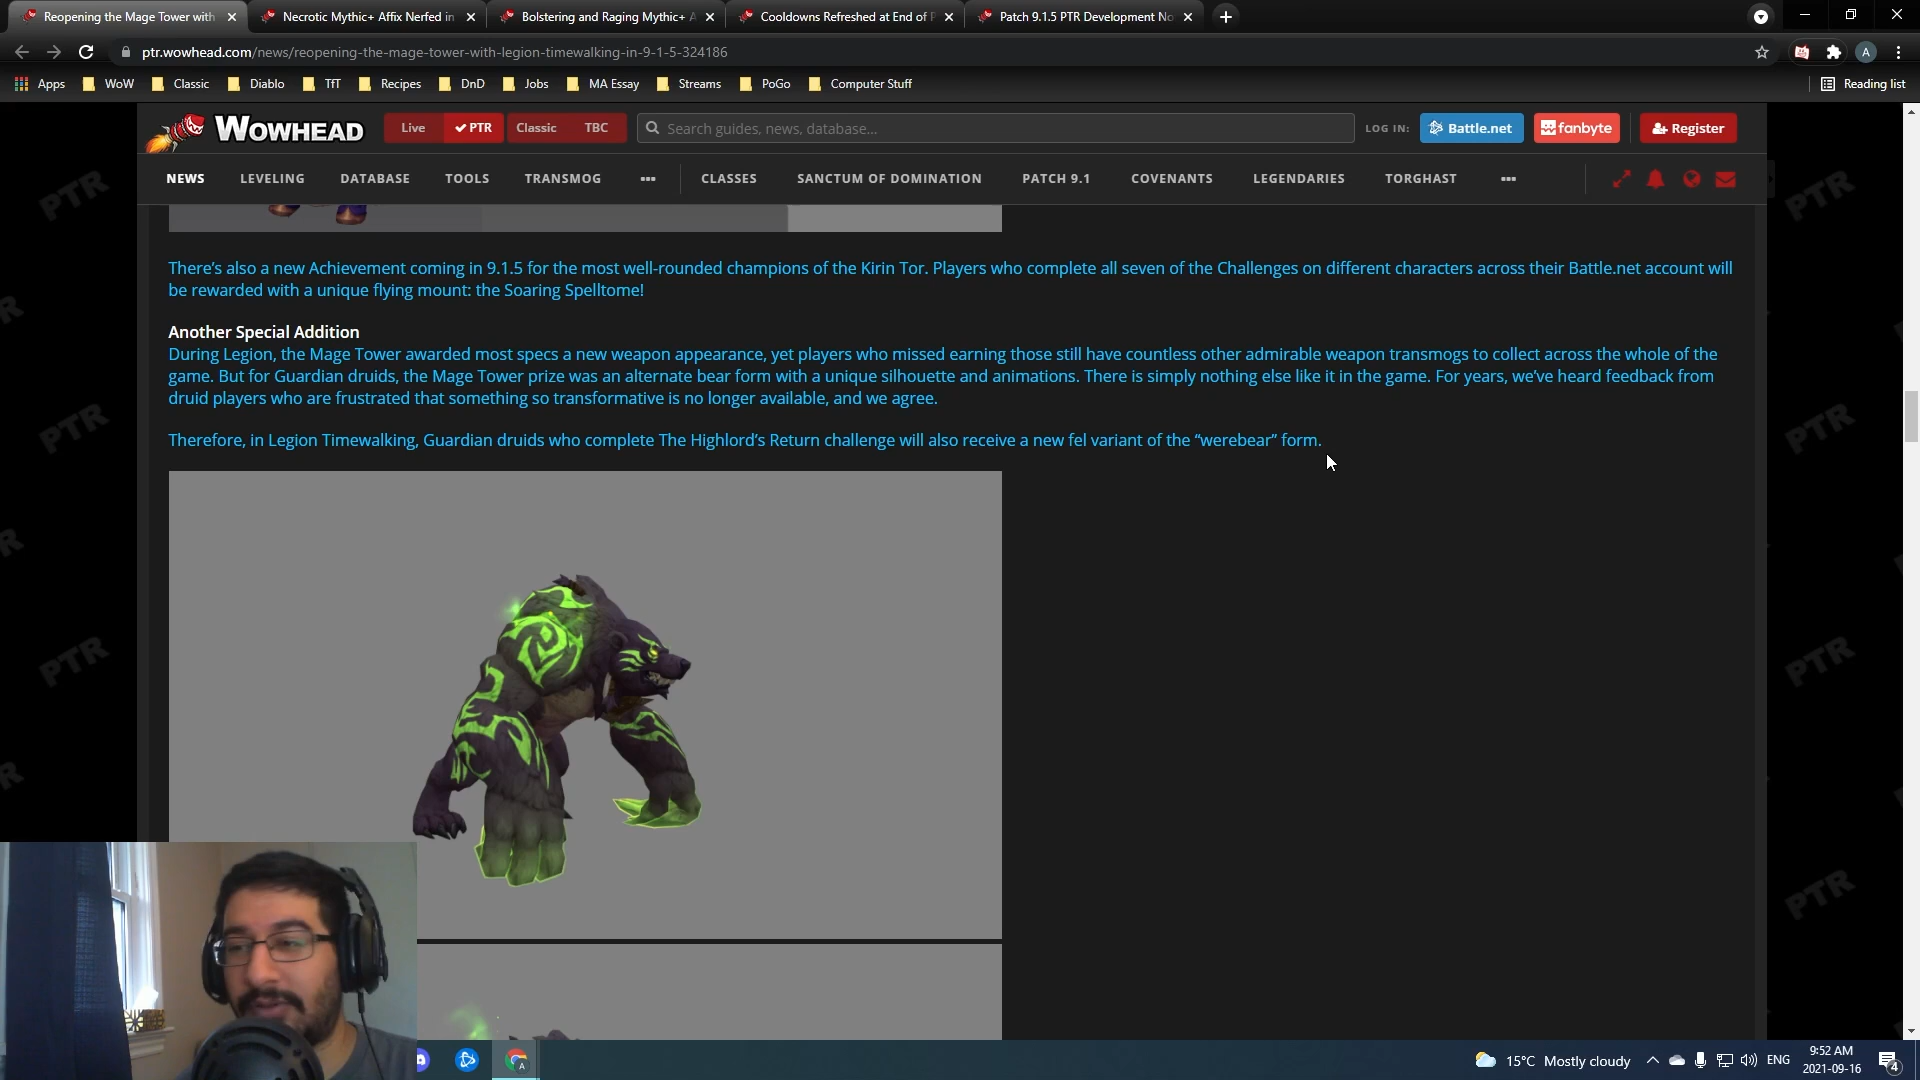 Reopening the Mage Tower with
Necrotic Mythic+ Affix Nerfed in
Bolstering and Raging Mythic+ A
Cooldowns Refreshed at End of P
Patch 9.1.5 PTR Development No
ptr.wowhead.com/news/reopening-the-mage-tower-with-legion-timewalking-in-9-1-5-324186
A
Apps WoW Classic Diablo TfT Recipes DnD Jobs MA Essay Streams PoGo Computer Stuff Reading list
WOWHEAD Live PTR Classic TBC Search guides, news, database... LOG IN: Battle.net fanbyte Register
NEWS LEVELING DATABASE TOOLS TRANSMOG ... CLASSES SANCTUM OF DOMINATION PATCH 9.1 COVENANTS LEGENDARIES TORGHAST ...
PTR
PTR
There's also a new Achievement coming in 9.1.5 for the most well-rounded champions of the Kirin Tor. Players who complete all seven of the Challenges on different characters across their Battle.net account will
be rewarded with a unique flying mount: the Soaring Spelltome!
Another Special Addition
During Legion, the Mage Tower awarded most specs a new weapon appearance, yet players who missed earning those still have countless other admirable weapon transmogs to collect across the whole of the
game. But for Guardian druids, the Mage Tower prize was an alternate bear form with a unique silhouette and animations. There is simply nothing else like it in the game. For years, we've heard feedback from
druid players who are frustrated that something so transformative is no longer available, and we agree.
PTR
PTR
Therefore, in Legion Timewalking, Guardian druids who complete The Highlord's Return challenge will also receive a new fel variant of the "werebear" form.
PTR
PTR
PTR
15°C Mostly cloudy ENG
9:52 AM
2021-09-16
4